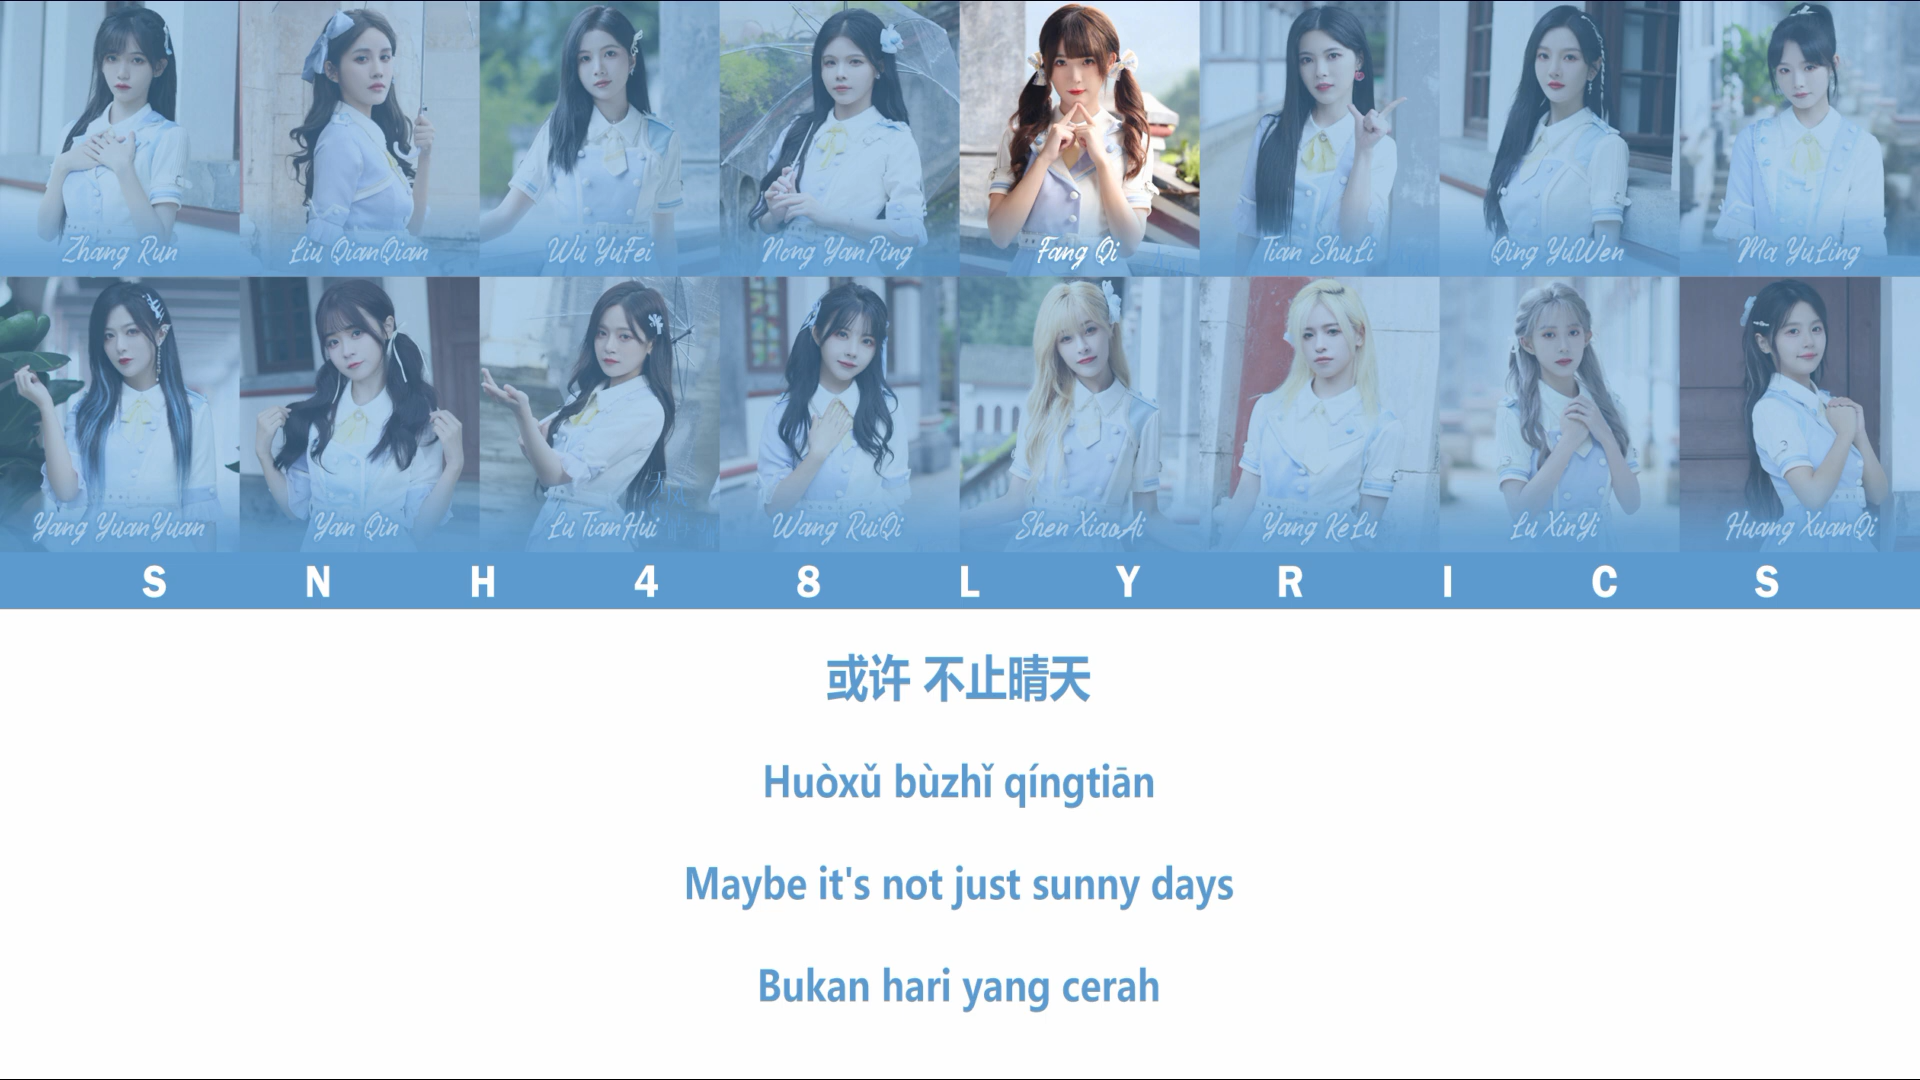 Zhang Run
Liu QianQian
Wu YuFei
Nong YanPing
Fang Qi
Tian ShuLi
Qing YuWen
Ma YuLing
Yang YuanYuan
Yan Qin
Lu TianHui
Wang RuiQi
Shen XiaoAi
Yang KeLu
Lu XinYi
Huang XuanQi
SNH48LYRICS
或许 不止晴天
Huòxǔ bùzhǐ qíngtiān
Maybe it's not just sunny days
Bukan hari yang cerah